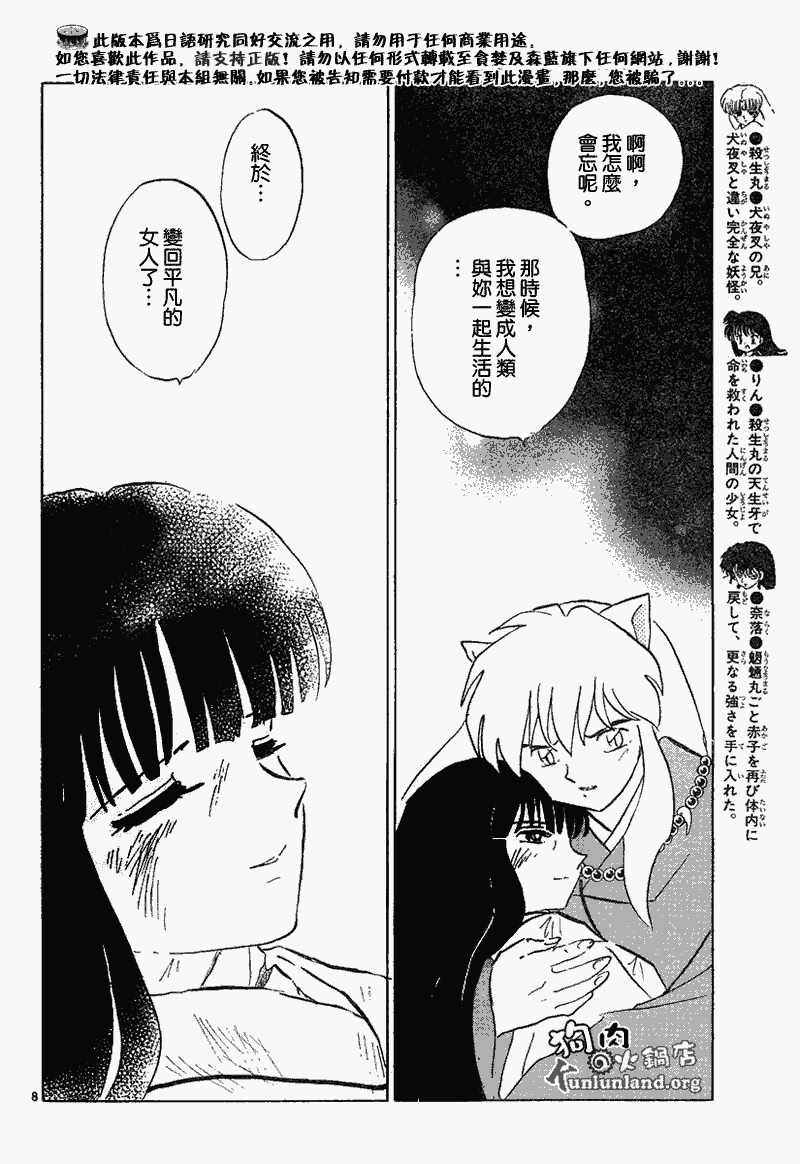 此版本爲日語研究同好交流之用，請勿用于任何商業用途。
如您喜歡此作品，請支持正版！請勿以任何形式轉載至貪婪及森藍旗下任何網站，謝謝！
一切法律責任與本組無關。如果您被告知需要付款才能看到此漫畫，那麼，您被騙了...
●殺生丸●犬夜叉の兄。
犬夜叉と違い完全な妖怪。
●りん●殺生丸の天生牙で
命を救われた人間の少女。
●奈落●魍魎丸ごと赤子を再び体内に
戻して、更なる強さを手に入れた。
啊啊，
我怎麼
會忘呢。
那時候，
我想變成人類
與妳一起生活的
…
終於…
變回平凡的
女人了…
狗肉
火鍋店
Kunlunland.org
8